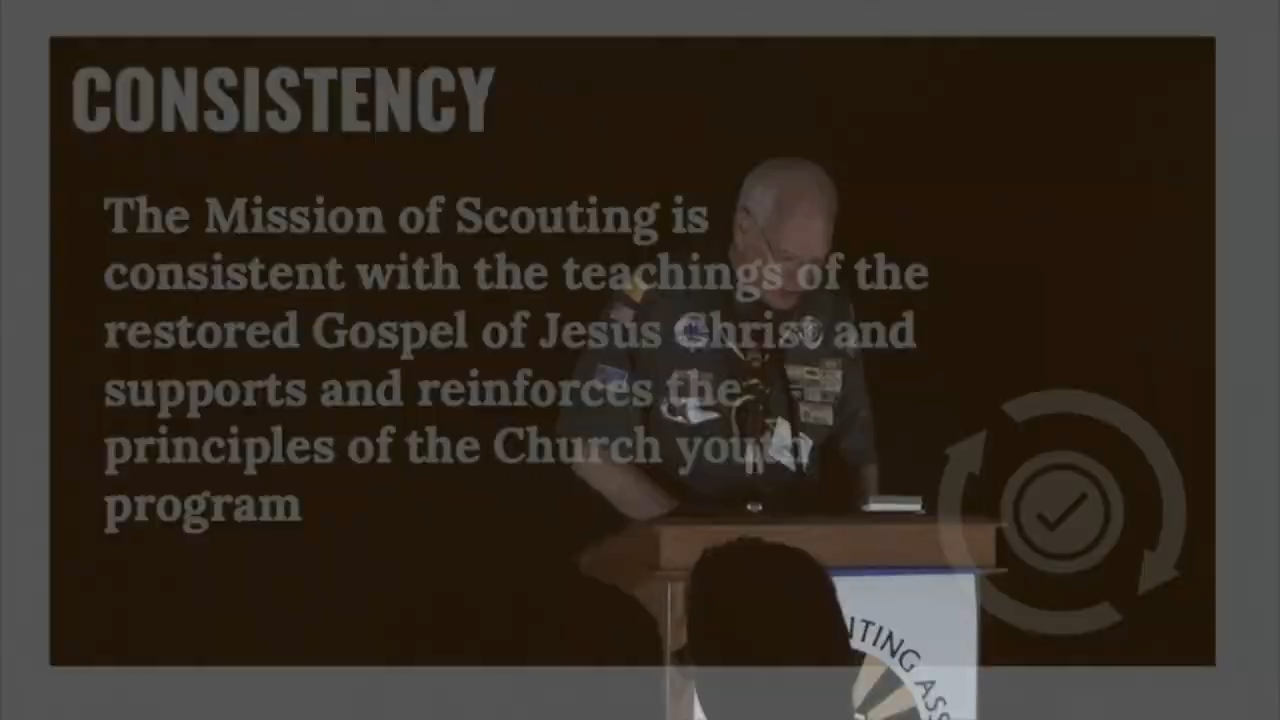 CONSISTENCY
The Mission of Scouting is
consistent with the teachings of the
restored Gospel of Jesus Christ and
supports and reinforces the
principles of the Church youth
program